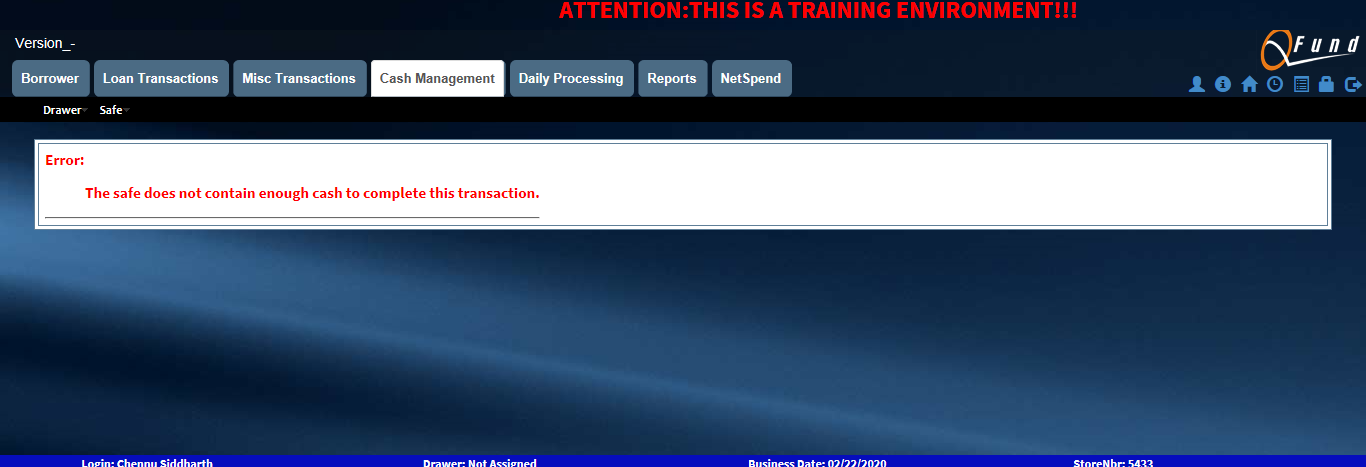 ATTENTION:THIS IS A TRAINING ENVIRONMENT!!!
Version_-
QFund
Borrower Loan Transactions Misc Transactions Cash Management Daily Processing Reports NetSpend
Drawer Safe
Error:
The safe does not contain enough cash to complete this transaction.
Login: Chennu Siddharth Drawer: Not Assigned Business Date: 02/22/2020 StoreNbr: 5433